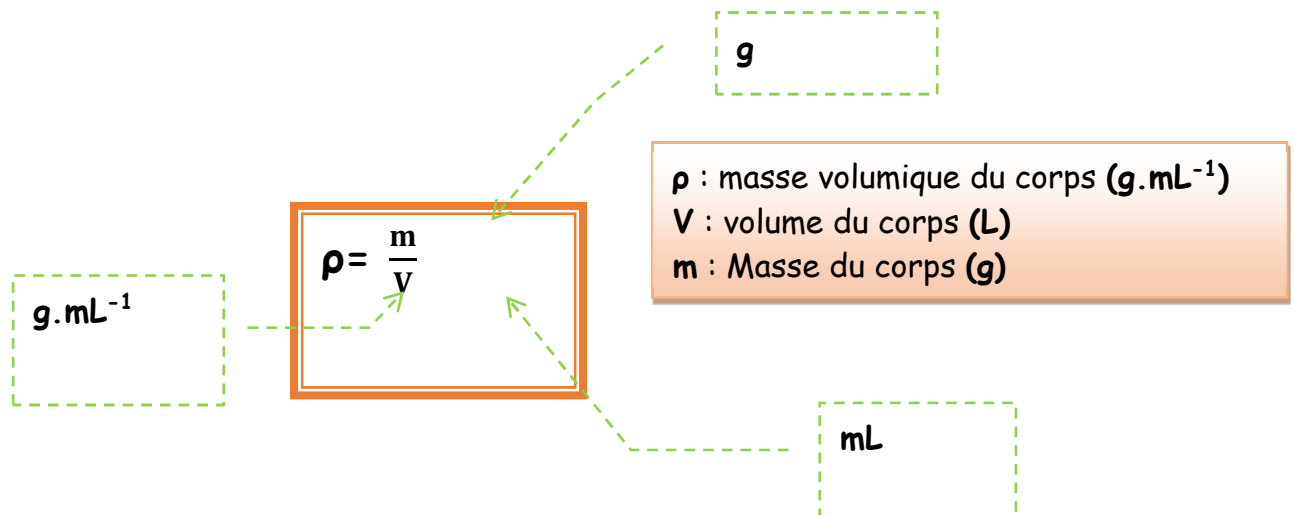 g
ρ : masse volumique du corps (g.mL⁻¹)
V : volume du corps (L)
m : Masse du corps (g)
ρ= m/V
g.mL⁻¹
mL